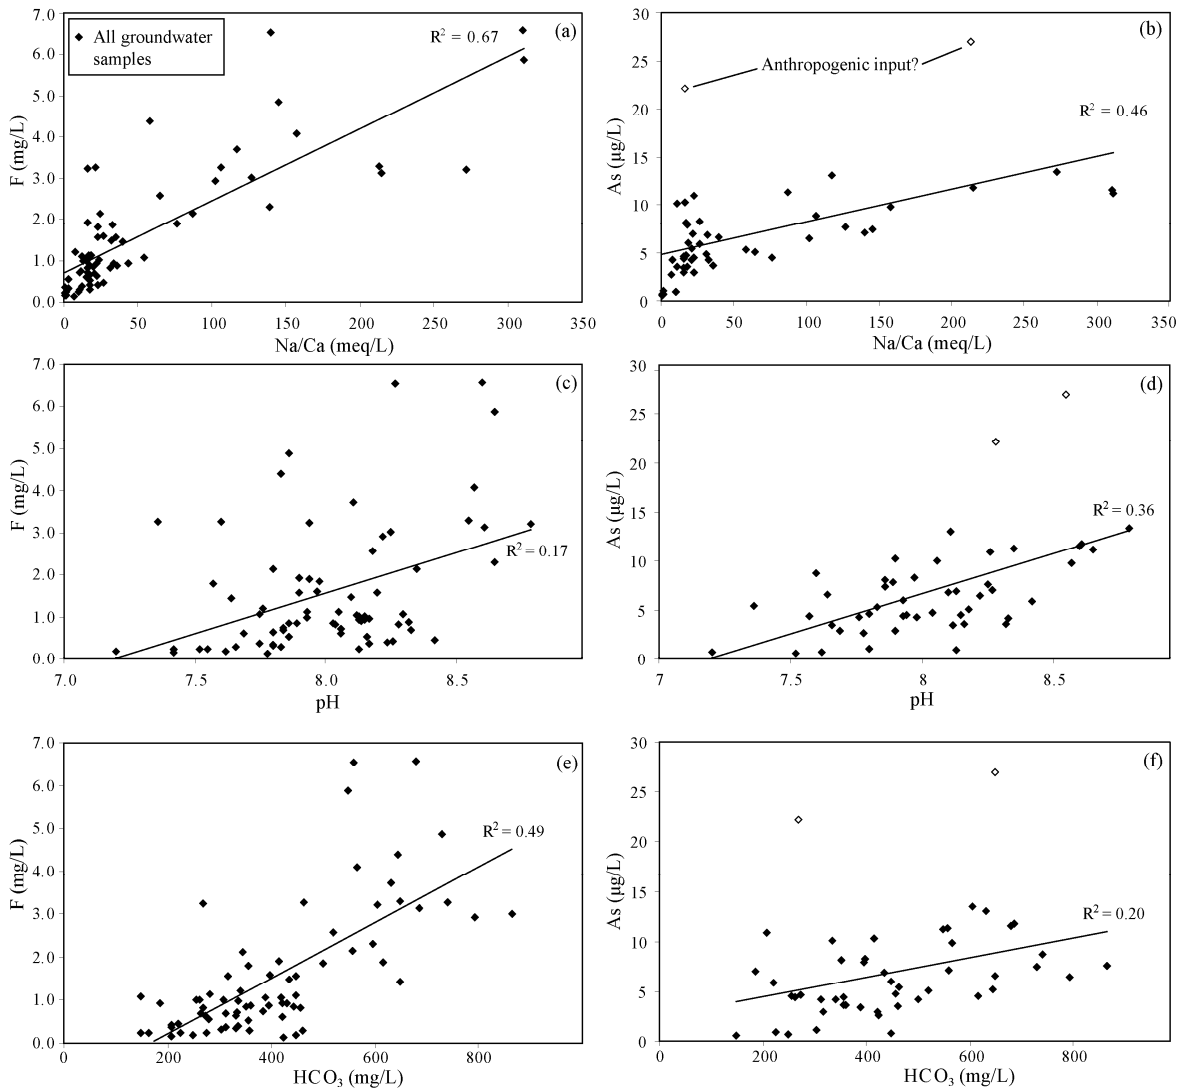 7.0
6.0
5.0
4.0
3.0
2.0
1.0
0.0
F (mg/L)
◆ All groundwater
samples
R² = 0.67
(a)
0 50 100 150 200 250 300 350
Na/Ca (meq/L)
30
25
20
15
10
5
0
As (µg/L)
Anthropogenic input?
(b)
R² = 0.46
0 50 100 150 200 250 300 350
Na/Ca (meq/L)
7.0
6.0
5.0
4.0
3.0
2.0
1.0
0.0
F (mg/L)
(c)
R² = 0.17
7.0 7.5 8.0 8.5
pH
30
25
20
15
10
5
0
As (µg/L)
(d)
R² = 0.36
7 7.5 8 8.5
pH
7.0
6.0
5.0
4.0
3.0
2.0
1.0
0.0
F (mg/L)
(e)
R² = 0.49
0 200 400 600 800
HCO₃ (mg/L)
30
25
20
15
10
5
0
As (µg/L)
(f)
R² = 0.20
0 200 400 600 800
HCO₃ (mg/L)